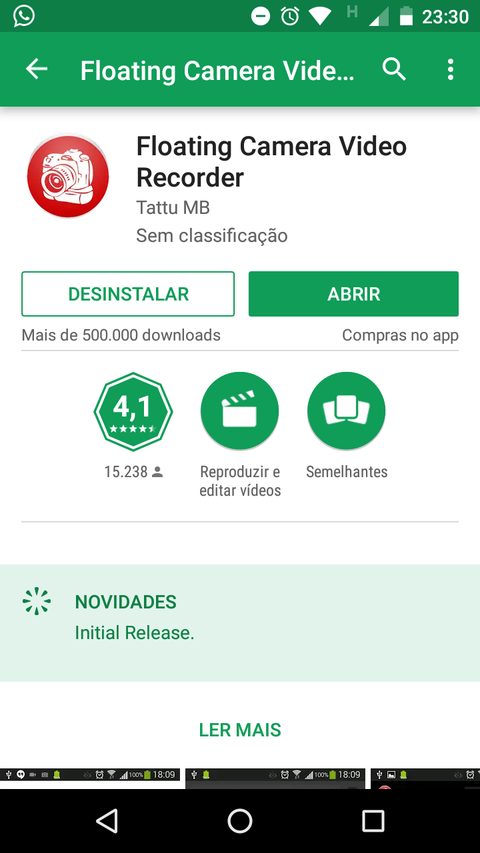 H 23:30
Floating Camera Vide...
Floating Camera Video
Recorder
Tattu MB
Sem classificação
DESINSTALAR ABRIR
Mais de 500.000 downloads Compras no app
4,1
15.238 Reproduzir e Semelhantes
editar vídeos
NOVIDADES
Initial Release.
LER MAIS
100% 18:09 100% 18:09